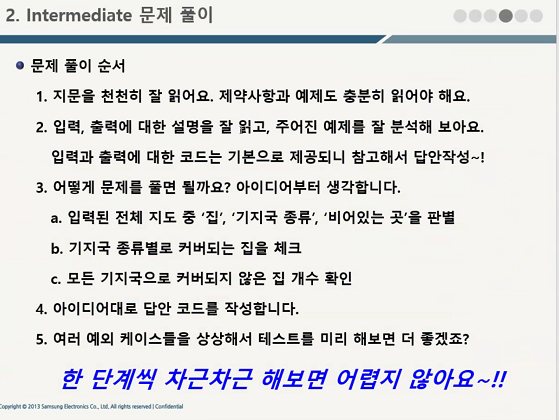 2. Intermediate 문제 풀이
문제 풀이 순서
1. 지문을 천천히 잘 읽어요. 제약사항과 예제도 충분히 읽어야 해요.
2. 입력, 출력에 대한 설명을 잘 읽고, 주어진 예제를 잘 분석해 보아요.
입력과 출력에 대한 코드는 기본으로 제공되니 참고해서 답안작성~!
3. 어떻게 문제를 풀면 될까요? 아이디어부터 생각합니다.
a. 입력된 전체 지도 중 ‘집’, ‘기지국 종류’, ‘비어있는 곳’을 판별
b. 기지국 종류별로 커버되는 집을 체크
c. 모든 기지국으로 커버되지 않은 집 개수 확인
4. 아이디어대로 답안 코드를 작성합니다.
5. 여러 예외 케이스들을 상상해서 테스트를 미리 해보면 더 좋겠죠?
한 단계씩 차근차근 해보면 어렵지 않아요~!!
Copyright © 2013 Samsung Electronics Co., Ltd, All rights reserved | Confidential